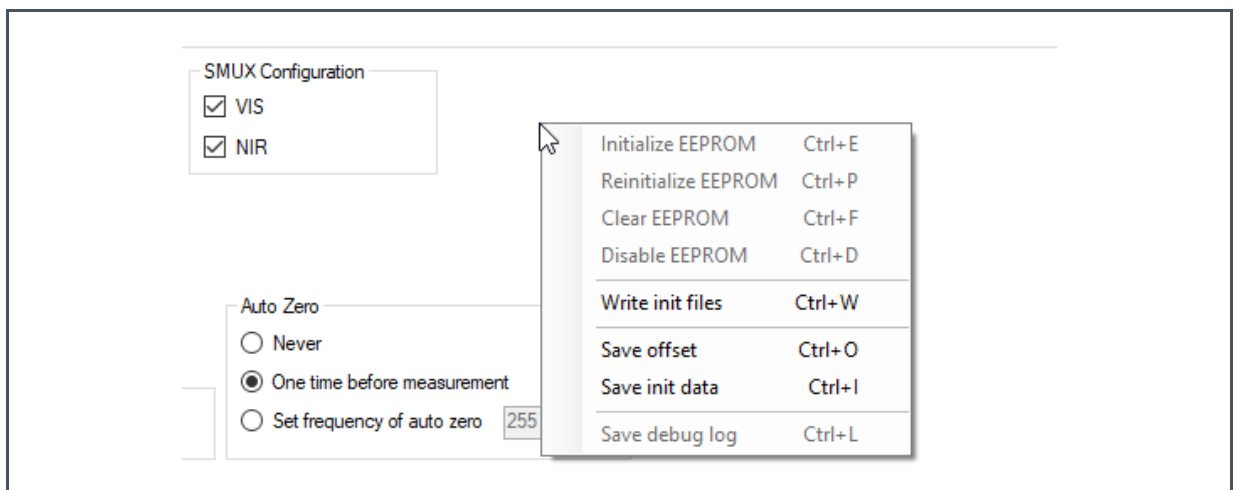 SMUX Configuration
VIS
NIR
Initialize EEPROM Ctrl+E
Reinitialize EEPROM Ctrl+P
Clear EEPROM Ctrl+F
Disable EEPROM Ctrl+D
Write init files Ctrl+W
Save offset Ctrl+O
Save init data Ctrl+I
Save debug log Ctrl+L
Auto Zero
Never
One time before measurement
Set frequency of auto zero 255